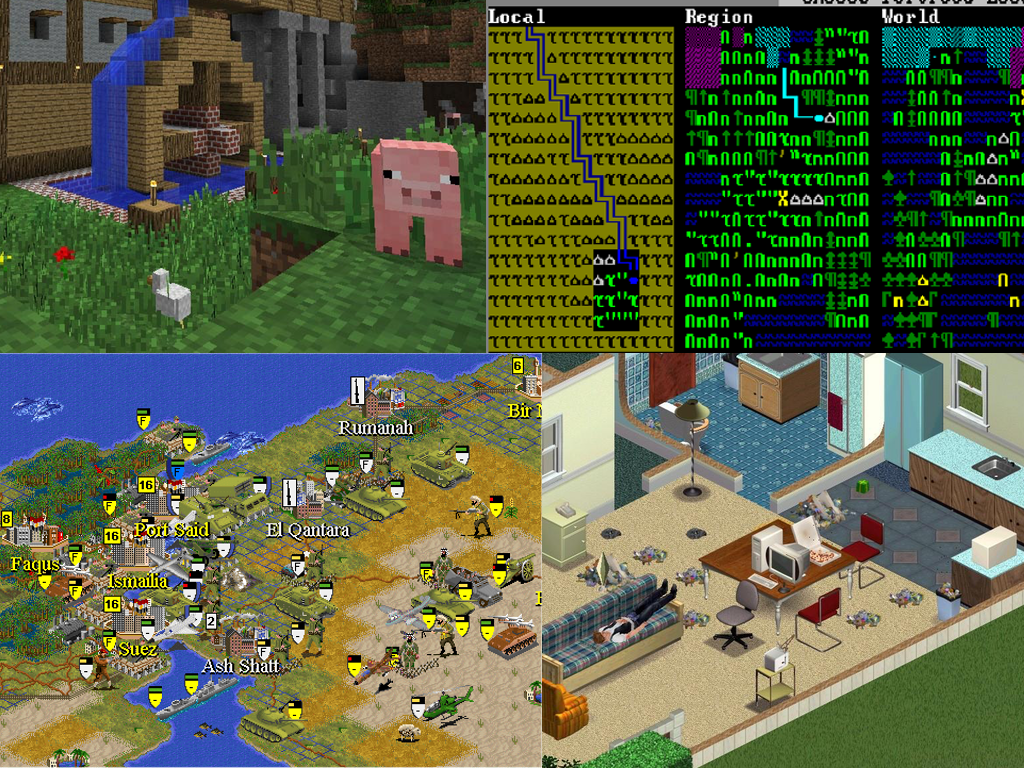 Local Region World
6
Bir
Rumanah
F
16
F
F
Port Said
El Qantara
8
16
F
Faqus
F
F
F
Ismailia
F
16
2
Suez
F
Ash Shatt
F